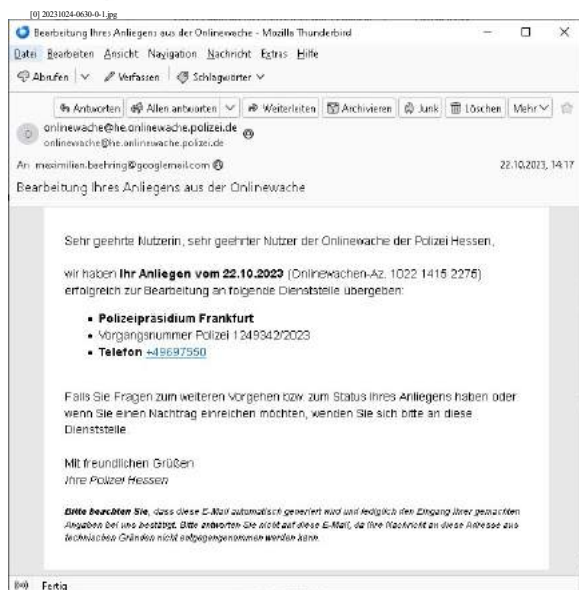 [0] 20231024-0630-0-1.jpg
Bearbeitung Ihres Anliegens aus der Onlinewache - Mozilla Thunderbird
Datei Bearbeiten Ansicht Navigation Nachricht Extras Hilfe
Abrufen Verfassen Schlagwörter
Antworten Allen antworten Weiterleiten Archivieren Junk Löschen Mehr
onlinewache@he.onlinewache.polizei.de
onlinewache@he.onlinewache.polizei.de
An maximilian.baehring@googlemail.com 22.10.2023, 14:17
Bearbeitung Ihres Anliegens aus der Onlinewache
Sehr geehrte Nutzerin, sehr geehrter Nutzer der Onlinewache der Polizei Hessen,
wir haben Ihr Anliegen vom 22.10.2023 (Onlinewachen-Az. 1022 1415 2275)
erfolgreich zur Bearbeitung an folgende Dienststelle übergeben:
• Polizeipräsidium Frankfurt
• Vorgangsnummer Polizei 1249342/2023
• Telefon +49697550
Falls Sie Fragen zum weiteren Vorgehen bzw. zum Status Ihres Anliegens haben oder
wenn Sie einen Nachtrag einreichen möchten, wenden Sie sich bitte an diese
Dienststelle.
Mit freundlichen Grüßen
Ihre Polizei Hessen
Bitte beachten Sie, dass diese E-Mail automatisch generiert wird und lediglich den Eingang Ihrer gemachten
Angaben bei uns bestätigt. Bitte antworten Sie nicht auf diese E-Mail, da Ihre Nachricht an diese Adresse aus
technischen Gründen nicht entgegengenommen werden kann.
Fertig